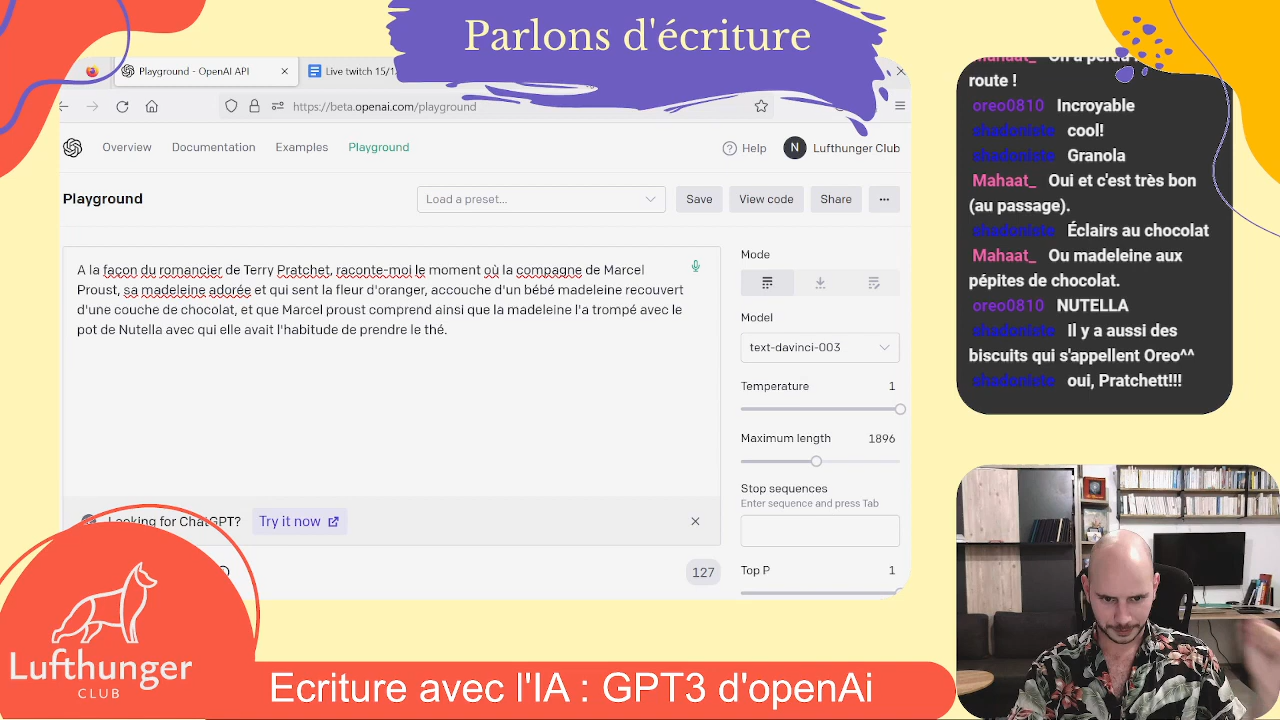 Parlons d'écriture
Playground - OpenAI API
Live twitch 15/1
https://beta.openai.com/playground
Overview
Documentation
Examples
Playground
Help
N
Lufthunger Club
Playground
Load a preset...
Save
View code
Share
...
A la façon du romancier de Terry Pratchet, raconte-moi le moment où la compagne de Marcel
Proust, sa madeleine adorée et qui sent la fleur d'oranger, accouche d'un bébé madeleine recouvert
d'une couche de chocolat, et que Marcel Proust comprend ainsi que la madeleine l'a trompé avec le
pot de Nutella avec qui elle avait l'habitude de prendre le thé.
Looking for ChatGPT?
Try it now
127
Mode
Model
text-davinci-003
Temperature
1
Maximum length
1896
Stop sequences
Enter sequence and press Tab
Top P
1
route !
oreo0810 Incroyable
shadoniste cool!
shadoniste Granola
Mahaat_ Oui et c'est très bon
(au passage).
shadoniste Éclairs au chocolat
Mahaat_ Ou madeleine aux
pépites de chocolat.
oreo0810 NUTELLA
shadoniste Il y a aussi des
biscuits qui s'appellent Oreo^^
shadoniste oui, Pratchett!!!
Lufthunger
CLUB
Ecriture avec l'IA : GPT3 d'openAi